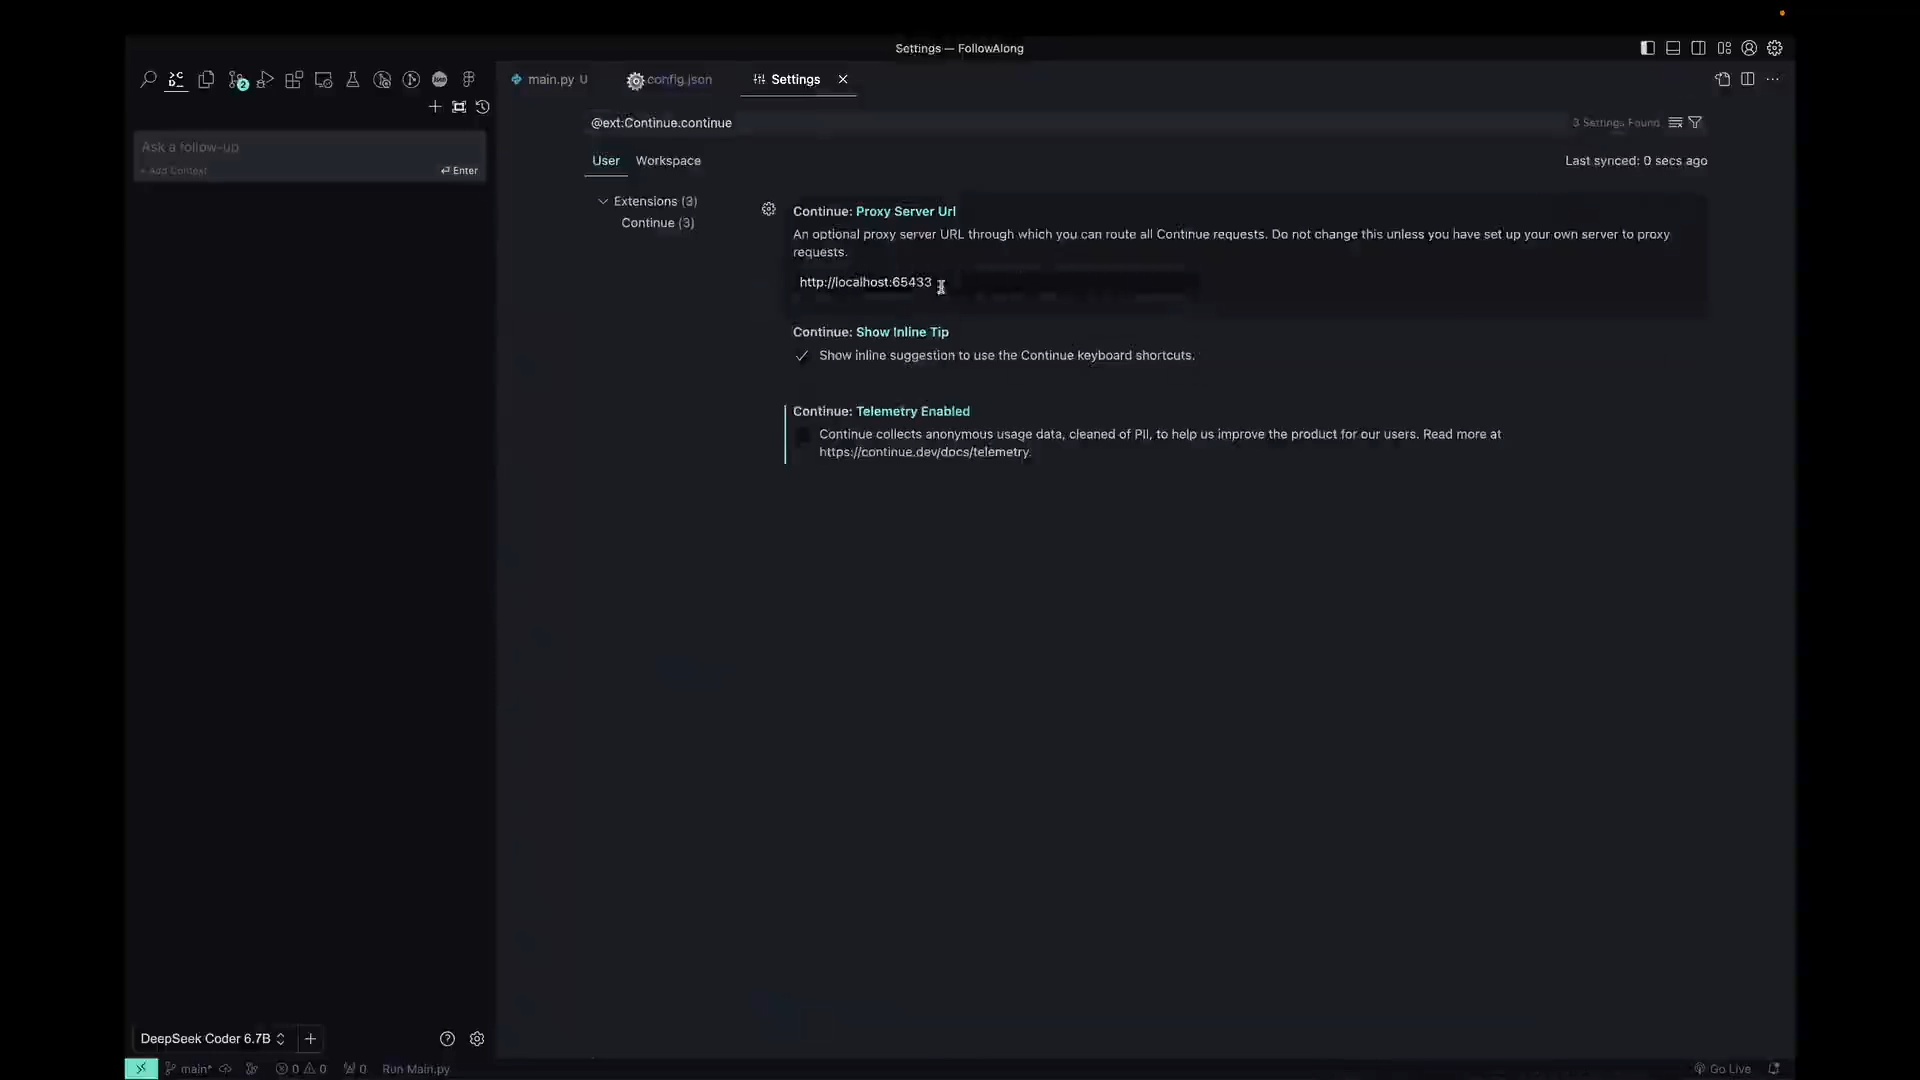 Settings — FollowAlong
2
main.py U
config.json
Settings
@ext:Continue.continue
3 Settings Found
Ask a follow-up
+ Add Context
Enter
User
Workspace
Last synced: 0 secs ago
Extensions (3)
Continue (3)
Continue: Proxy Server Url
An optional proxy server URL through which you can route all Continue requests. Do not change this unless you have set up your own server to proxy
requests.
http://localhost:65433
Continue: Show Inline Tip
Show inline suggestion to use the Continue keyboard shortcuts.
Continue: Telemetry Enabled
Continue collects anonymous usage data, cleaned of PII, to help us improve the product for our users. Read more at
https://continue.dev/docs/telemetry.
DeepSeek Coder 6.7B
main*
0
0
0
Run Main.py
Go Live